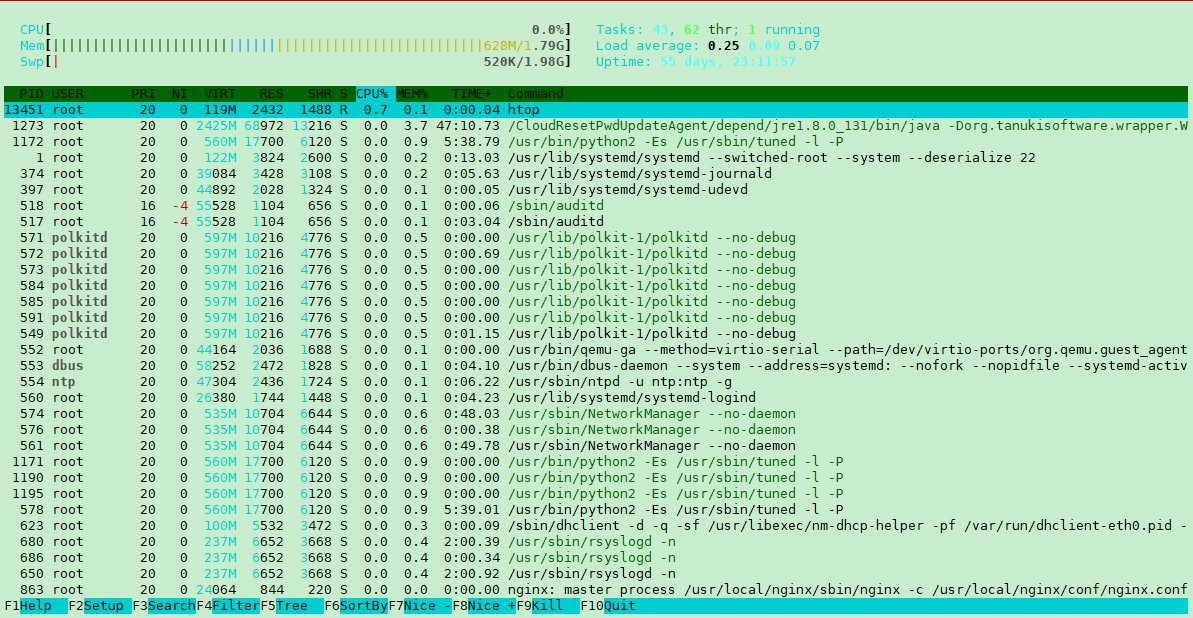 CPU[ 0.0%] Tasks: 43, 62 thr; 1 running
Mem[||||||||||||||||||||||||||||||||||||||||||||||||||||||628M/1.79G] Load average: 0.25 0.09 0.07
Swp[| 520K/1.98G] Uptime: 55 days, 23:11:57
PID USER PRI NI VIRT RES SHR S CPU% MEM% TIME+ Command
13451 root 20 0 119M 2432 1488 R 0.7 0.1 0:00.04 htop
1273 root 20 0 2425M 68972 13216 S 0.0 3.7 47:10.73 /CloudResetPwdUpdateAgent/depend/jre1.8.0_131/bin/java -Dorg.tanukisoftware.wrapper.W
1172 root 20 0 560M 17700 6120 S 0.0 0.9 5:38.79 /usr/bin/python2 -Es /usr/sbin/tuned -l -P
1 root 20 0 122M 3824 2600 S 0.0 0.2 0:13.03 /usr/lib/systemd/systemd --switched-root --system --deserialize 22
374 root 20 0 39084 3428 3108 S 0.0 0.2 0:05.63 /usr/lib/systemd/systemd-journald
397 root 20 0 44892 2028 1324 S 0.0 0.1 0:00.05 /usr/lib/systemd/systemd-udevd
518 root 16 -4 55528 1104 656 S 0.0 0.1 0:00.06 /sbin/auditd
517 root 16 -4 55528 1104 656 S 0.0 0.1 0:03.04 /sbin/auditd
571 polkitd 20 0 597M 10216 4776 S 0.0 0.5 0:00.00 /usr/lib/polkit-1/polkitd --no-debug
572 polkitd 20 0 597M 10216 4776 S 0.0 0.5 0:00.69 /usr/lib/polkit-1/polkitd --no-debug
573 polkitd 20 0 597M 10216 4776 S 0.0 0.5 0:00.00 /usr/lib/polkit-1/polkitd --no-debug
584 polkitd 20 0 597M 10216 4776 S 0.0 0.5 0:00.00 /usr/lib/polkit-1/polkitd --no-debug
585 polkitd 20 0 597M 10216 4776 S 0.0 0.5 0:00.00 /usr/lib/polkit-1/polkitd --no-debug
591 polkitd 20 0 597M 10216 4776 S 0.0 0.5 0:00.00 /usr/lib/polkit-1/polkitd --no-debug
549 polkitd 20 0 597M 10216 4776 S 0.0 0.5 0:01.15 /usr/lib/polkit-1/polkitd --no-debug
552 root 20 0 44164 2036 1688 S 0.0 0.1 0:00.00 /usr/bin/qemu-ga --method=virtio-serial --path=/dev/virtio-ports/org.qemu.guest_agent
553 dbus 20 0 58252 2472 1828 S 0.0 0.1 0:04.10 /usr/bin/dbus-daemon --system --address=systemd: --nofork --nopidfile --systemd-activ
554 ntp 20 0 47304 2436 1724 S 0.0 0.1 0:06.22 /usr/sbin/ntpd -u ntp:ntp -g
560 root 20 0 26380 1744 1448 S 0.0 0.1 0:04.23 /usr/lib/systemd/systemd-logind
574 root 20 0 535M 10704 6644 S 0.0 0.6 0:48.03 /usr/sbin/NetworkManager --no-daemon
576 root 20 0 535M 10704 6644 S 0.0 0.6 0:00.38 /usr/sbin/NetworkManager --no-daemon
561 root 20 0 535M 10704 6644 S 0.0 0.6 0:49.78 /usr/sbin/NetworkManager --no-daemon
1171 root 20 0 560M 17700 6120 S 0.0 0.9 0:00.00 /usr/bin/python2 -Es /usr/sbin/tuned -l -P
1190 root 20 0 560M 17700 6120 S 0.0 0.9 0:00.00 /usr/bin/python2 -Es /usr/sbin/tuned -l -P
1195 root 20 0 560M 17700 6120 S 0.0 0.9 0:00.00 /usr/bin/python2 -Es /usr/sbin/tuned -l -P
578 root 20 0 560M 17700 6120 S 0.0 0.9 5:39.01 /usr/bin/python2 -Es /usr/sbin/tuned -l -P
623 root 20 0 100M 5532 3472 S 0.0 0.3 0:00.09 /sbin/dhclient -d -q -sf /usr/libexec/nm-dhcp-helper -pf /var/run/dhclient-eth0.pid -
680 root 20 0 237M 6652 3668 S 0.0 0.4 2:00.39 /usr/sbin/rsyslogd -n
686 root 20 0 237M 6652 3668 S 0.0 0.4 0:00.34 /usr/sbin/rsyslogd -n
650 root 20 0 237M 6652 3668 S 0.0 0.4 2:00.92 /usr/sbin/rsyslogd -n
863 root 20 0 24064 844 220 S 0.0 0.0 0:00.00 nginx: master process /usr/local/nginx/sbin/nginx -c /usr/local/nginx/conf/nginx.conf
F1Help F2Setup F3SearchF4FilterF5Tree F6SortByF7Nice -F8Nice +F9Kill F10Quit